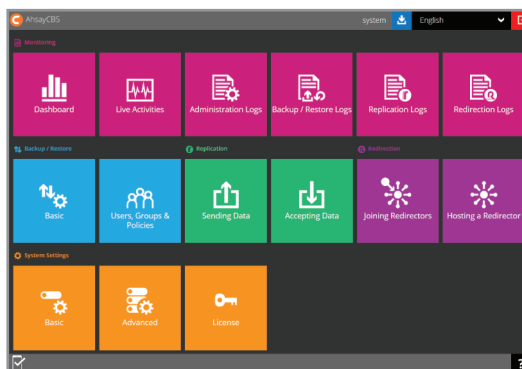 AhsayCBS
system
English
Monitoring
Dashboard
Live Activities
Administration Logs
Backup / Restore Logs
Replication Logs
Redirection Logs
Backup / Restore
Replication
Redirection
Basic
Users, Groups &
Policies
Sending Data
Accepting Data
Joining Redirectors
Hosting a Redirector
System Settings
Basic
Advanced
License
?